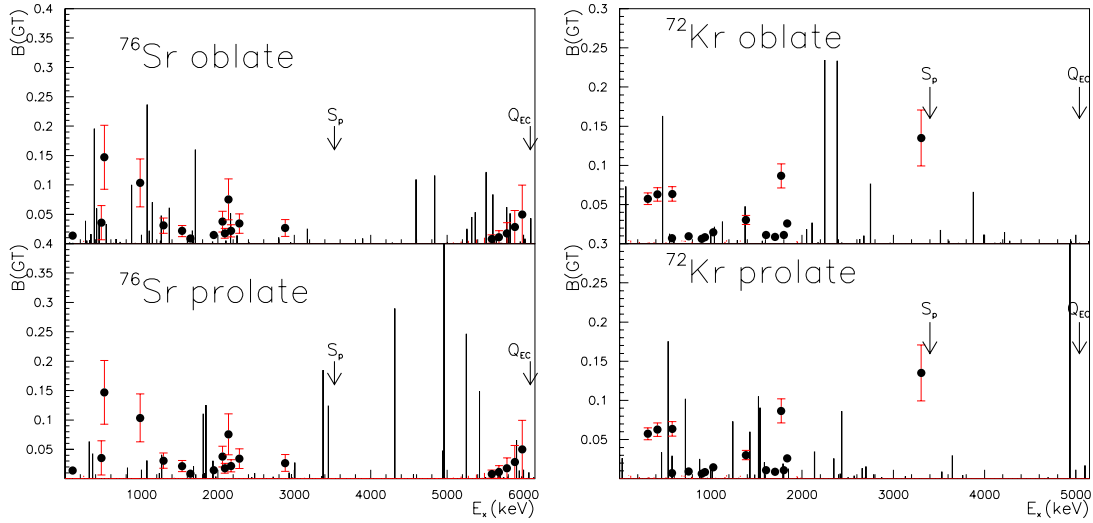 B(GT)
0.4
0.35
0.3
0.25
0.2
0.15
0.1
0.05
⁷⁶Sr oblate
Sₚ
Q_EC
0.4
B(GT)
0.35
0.3
0.25
0.2
0.15
0.1
0.05
⁷⁶Sr prolate
Sₚ
Q_EC
1000 2000 3000 4000 5000 6000
Eₓ (keV)
B(GT)
0.3
0.25
0.2
0.15
0.1
0.05
⁷²Kr oblate
Sₚ
Q_EC
0.3
B(GT)
0.25
0.2
0.15
0.1
0.05
⁷²Kr prolate
Sₚ
Q_EC
1000 2000 3000 4000 5000
Eₓ (keV)